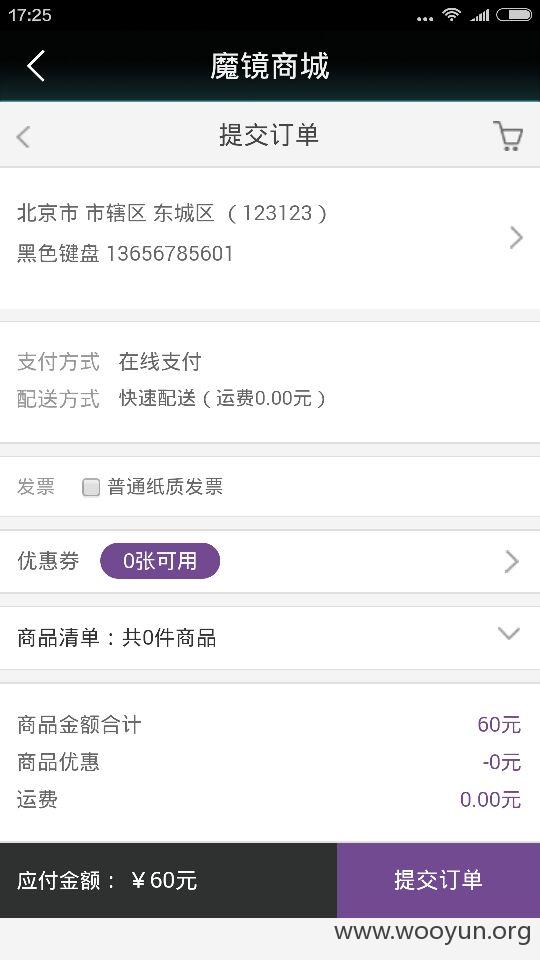 17:25
魔镜商城
提交订单
北京市 市辖区 东城区 （123123）
黑色键盘 13656785601
支付方式 在线支付
配送方式 快速配送（运费0.00元）
发票 普通纸质发票
优惠券 0张可用
商品清单：共0件商品
商品金额合计 60元
商品优惠 -0元
运费 0.00元
应付金额：￥60元 提交订单
www.wooyun.org